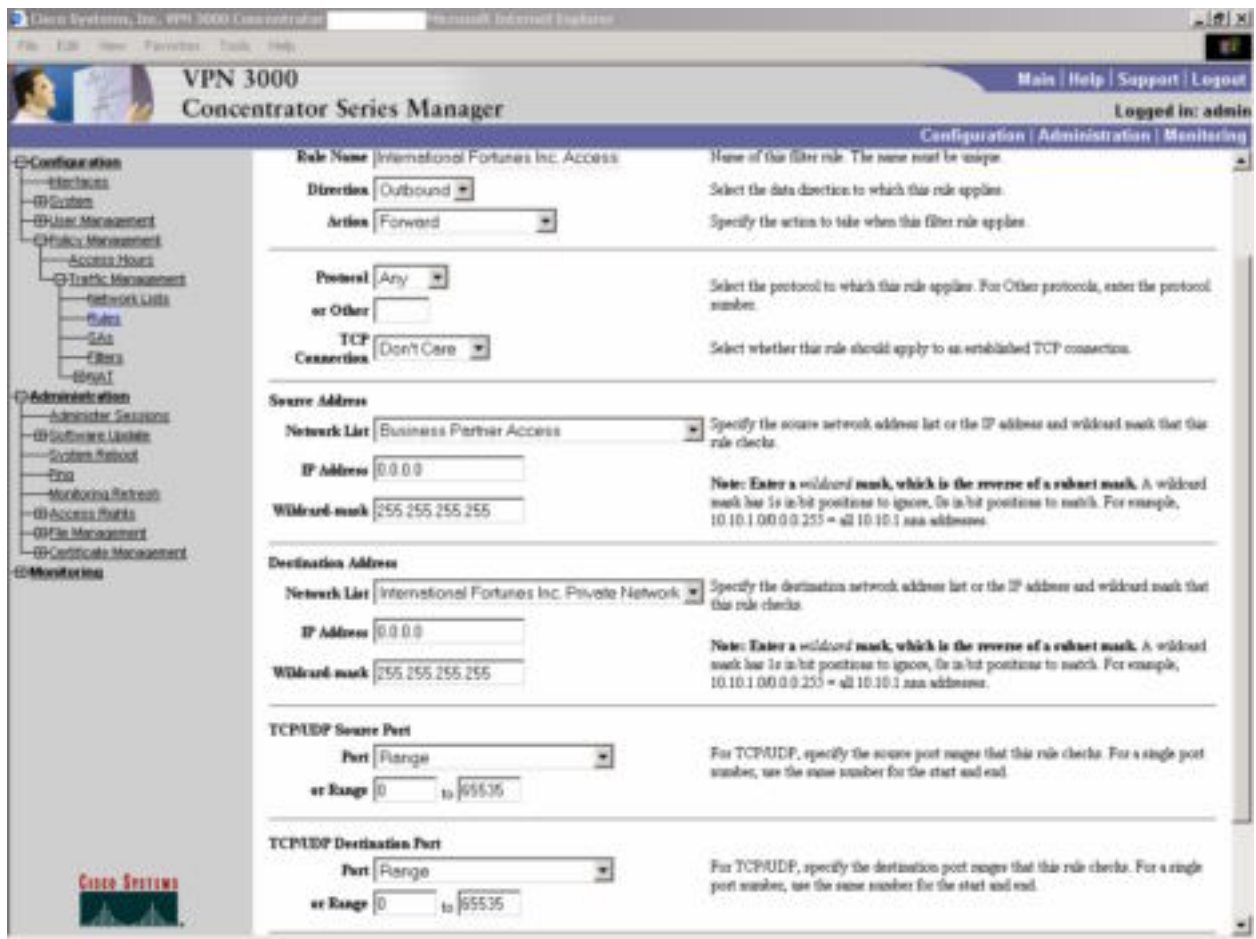 Cisco Systems, Inc. VPN 3000 Concentrator
Microsoft Internet Explorer
File Edit View Favorites Tools Help
VPN 3000
Concentrator Series Manager
Main | Help | Support | Logout
Logged in: admin
Configuration | Administration | Monitoring
Configuration
Interfaces
System
User Management
Policy Management
Access Hours
Traffic Management
Network Lists
Rules
SAs
Filters
NAT
Administration
Administer Sessions
Software Update
System Reboot
Ping
Monitoring Refresh
Access Rights
File Management
Certificate Management
Monitoring
CISCO SYSTEMS
Rule Name International Fortunes Inc. Access Name of this filter rule. The name must be unique.
Direction Outbound Select the data direction to which this rule applies.
Action Forward Specify the action to take when this filter rule applies.
Protocol Any
or Other
Select the protocol to which this rule applies. For Other protocols, enter the protocol
number.
TCP
Connection Don't Care Select whether this rule should apply to an established TCP connection.
Source Address
Network List Business Partner Access
Specify the source network address list or the IP address and wildcard mask that this
rule checks.
IP Address 0.0.0.0
Wildcard-mask 255.255.255.255
Note: Enter a wildcard mask, which is the reverse of a subnet mask. A wildcard
mask has 1s in bit positions to ignore, 0s in bit positions to match. For example,
10.10.1.0/0.0.0.255 = all 10.10.1.nnn addresses.
Destination Address
Network List International Fortunes Inc. Private Network
Specify the destination network address list or the IP address and wildcard mask that
this rule checks.
IP Address 0.0.0.0
Wildcard-mask 255.255.255.255
Note: Enter a wildcard mask, which is the reverse of a subnet mask. A wildcard
mask has 1s in bit positions to ignore, 0s in bit positions to match. For example,
10.10.1.0/0.0.0.255 = all 10.10.1.nnn addresses.
TCP/UDP Source Port
Port Range
or Range 0 to 65535
For TCP/UDP, specify the source port ranges that this rule checks. For a single port
number, use the same number for the start and end.
TCP/UDP Destination Port
Port Range
or Range 0 to 65535
For TCP/UDP, specify the destination port ranges that this rule checks. For a single
port number, use the same number for the start and end.